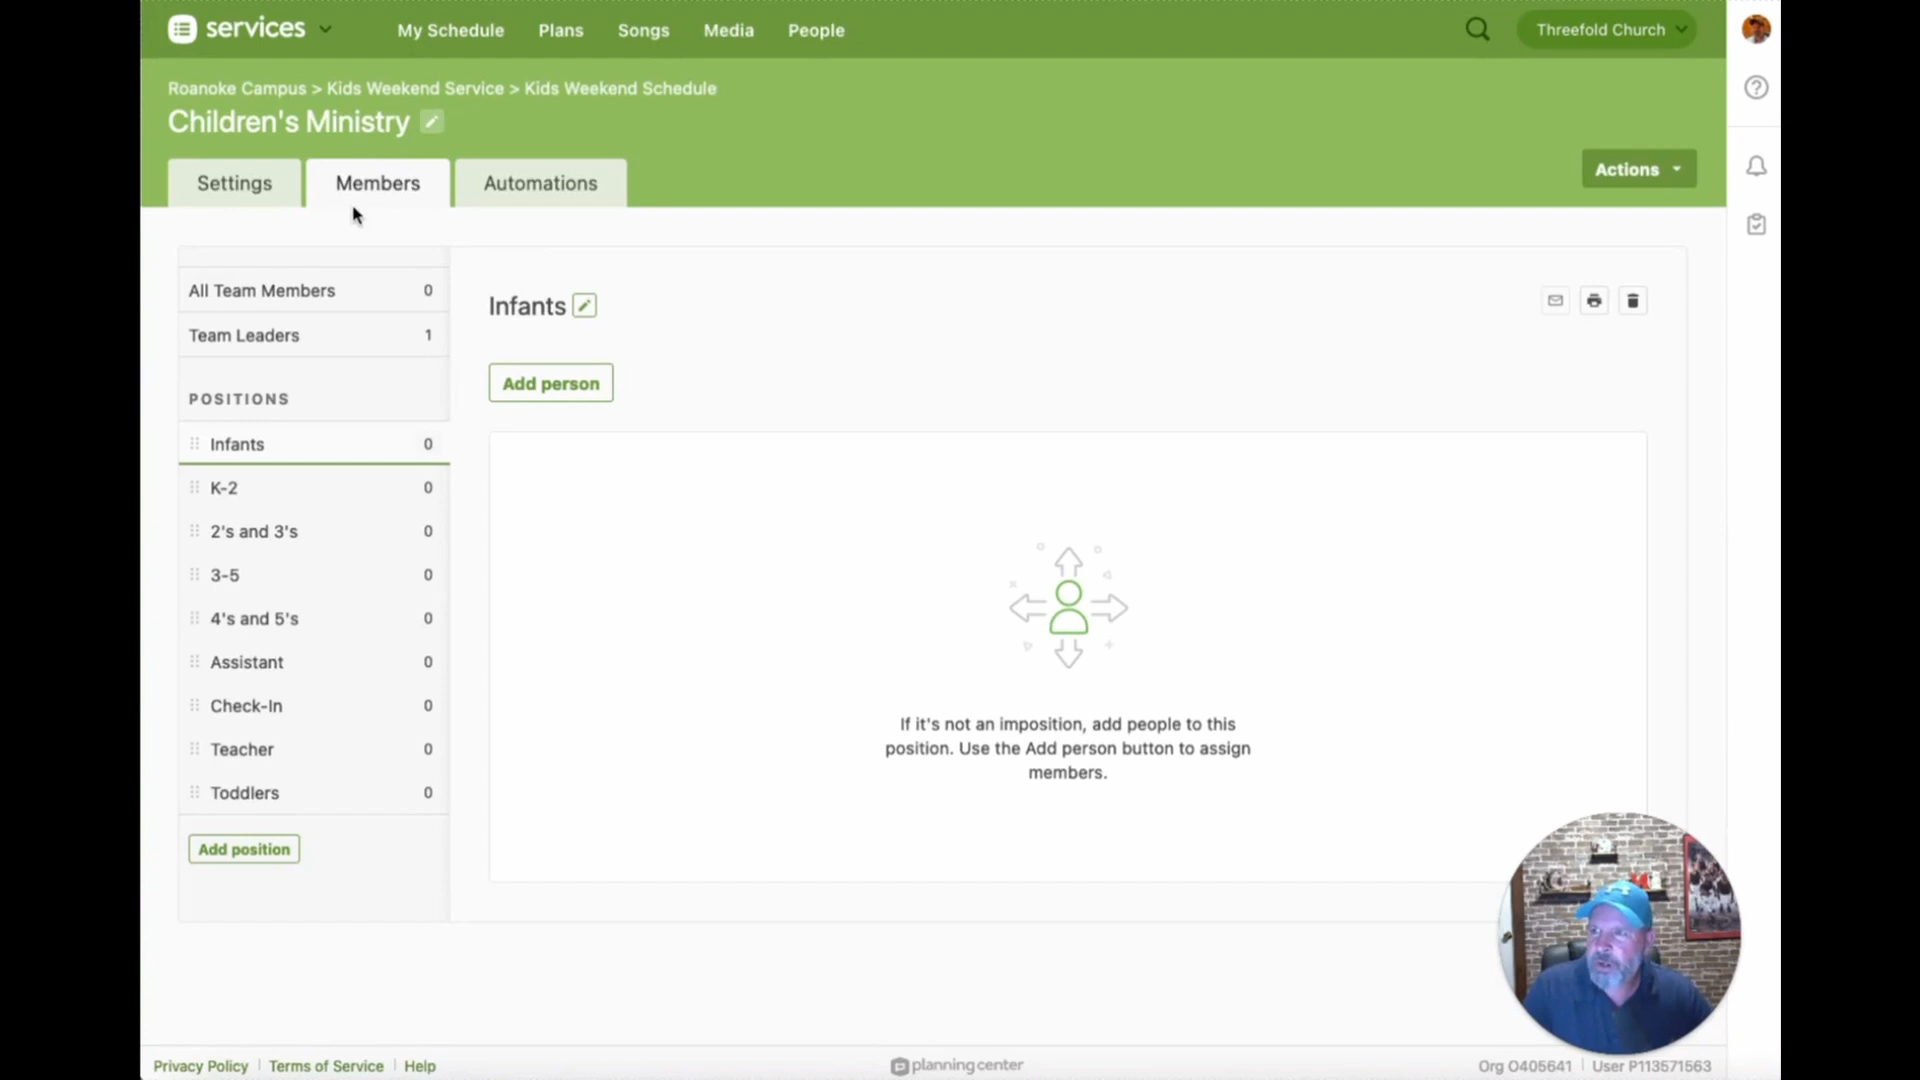 services
My Schedule
Plans
Songs
Media
People
Threefold Church
Roanoke Campus > Kids Weekend Service > Kids Weekend Schedule
Children's Ministry
Settings
Members
Automations
Actions
All Team Members 0
Team Leaders 1
POSITIONS
Infants 0
K-2 0
2's and 3's 0
3-5 0
4's and 5's 0
Assistant 0
Check-In 0
Teacher 0
Toddlers 0
Add position
Infants
Add person
If it's not an imposition, add people to this
position. Use the Add person button to assign
members.
Privacy Policy
Terms of Service
Help
planning center
Org O405641
User P113571563